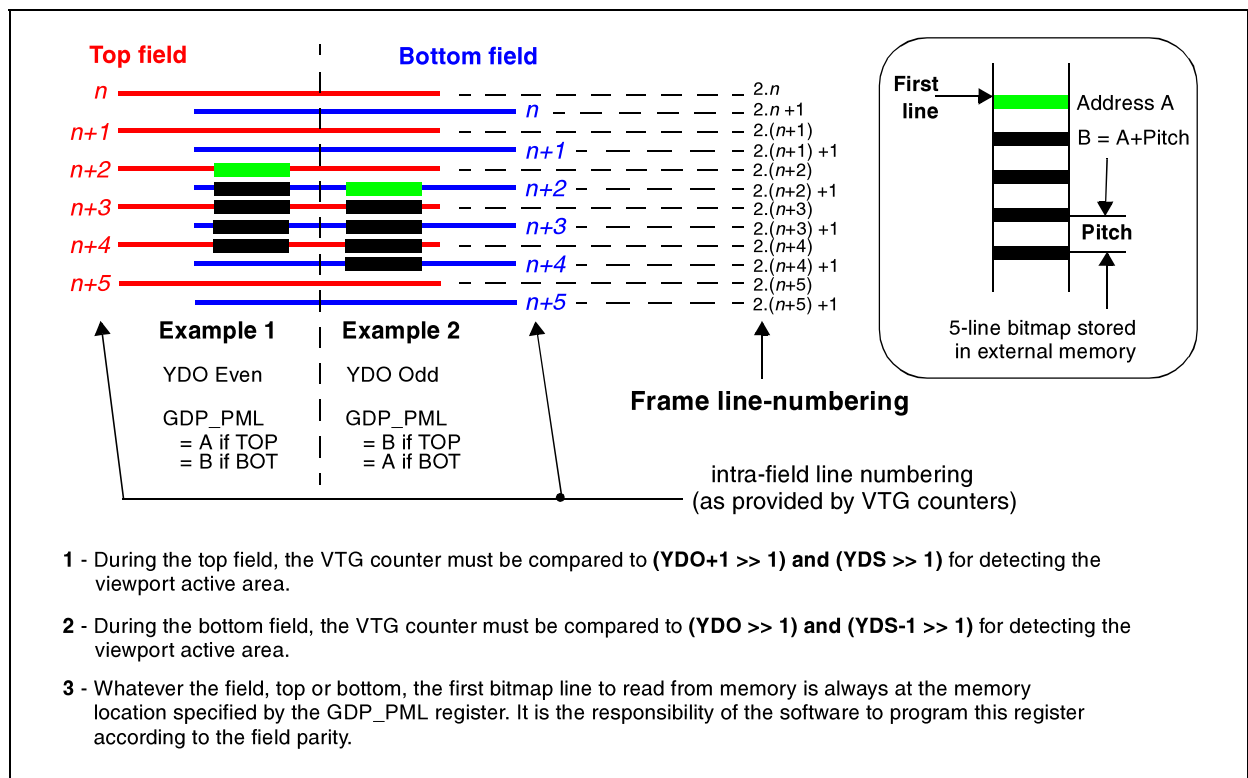 Top field
Bottom field
n
n+1
n+2
n+3
n+4
n+5
n
n+1
n+2
n+3
n+4
n+5
2.n
2.n +1
2.(n+1)
2.(n+1) +1
2.(n+2)
2.(n+2) +1
2.(n+3)
2.(n+3) +1
2.(n+4)
2.(n+4) +1
2.(n+5)
2.(n+5) +1
First
line
Address A
B = A+Pitch
Pitch
5-line bitmap stored
in external memory
Example 1
YDO Even
GDP_PML
= A if TOP
= B if BOT
Example 2
YDO Odd
GDP_PML
= B if TOP
= A if BOT
Frame line-numbering
intra-field line numbering
(as provided by VTG counters)
1 - During the top field, the VTG counter must be compared to (YDO+1 >> 1) and (YDS >> 1) for detecting the
viewport active area.
2 - During the bottom field, the VTG counter must be compared to (YDO >> 1) and (YDS-1 >> 1) for detecting the
viewport active area.
3 - Whatever the field, top or bottom, the first bitmap line to read from memory is always at the memory
location specified by the GDP_PML register. It is the responsibility of the software to program this register
according to the field parity.